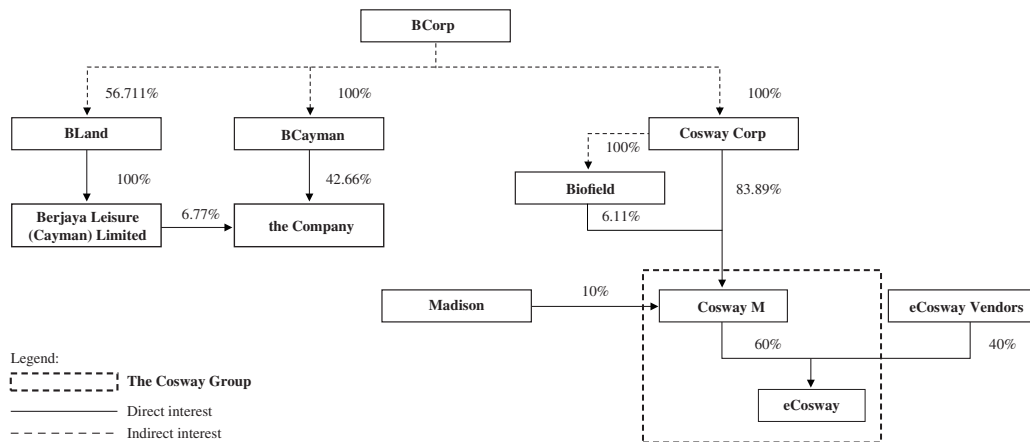 BCorp
56.711%
100%
100%
BLand
BCayman
Cosway Corp
100%
100%
42.66%
Biofield
83.89%
6.77%
6.11%
Berjaya Leisure
(Cayman) Limited
the Company
Madison
10%
Cosway M
eCosway Vendors
60%
40%
eCosway
Legend:
The Cosway Group
Direct interest
Indirect interest